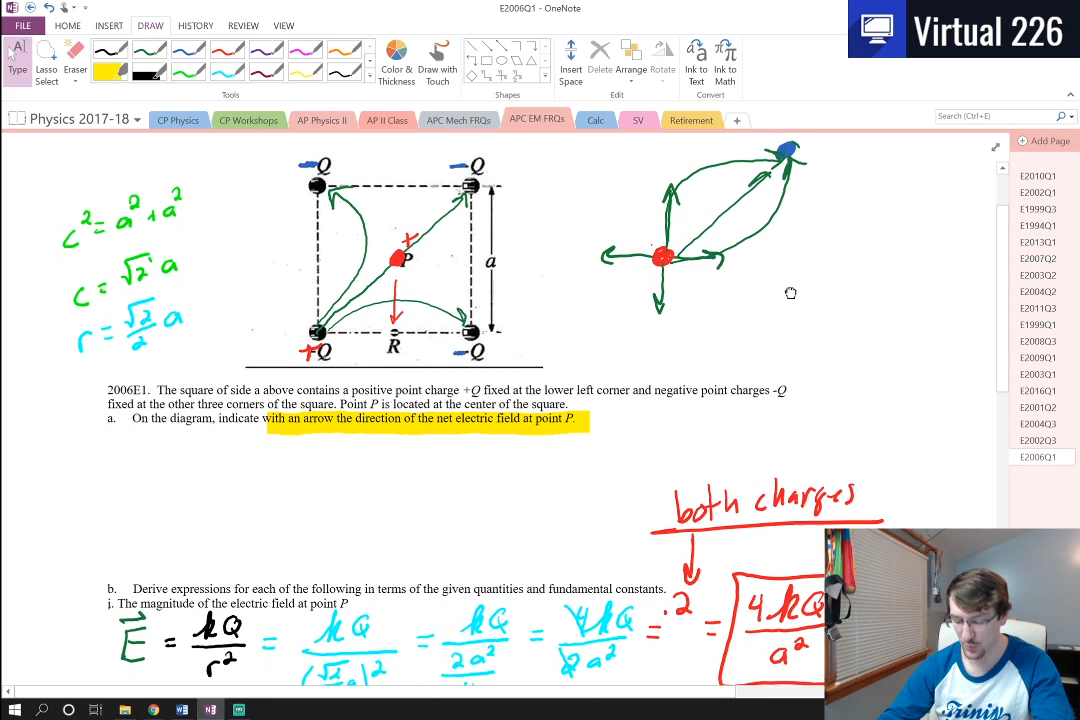 E2006Q1 - OneNote
FILE HOME INSERT DRAW HISTORY REVIEW VIEW
Virtual 226
Type
Lasso Select
Eraser
Color & Thickness
Draw with Touch
Insert Space
Delete
Arrange
Rotate
Ink to Text
Ink to Math
Tools
Shapes
Edit
Convert
Physics 2017-18
CP Physics
CP Workshops
AP Physics II
AP II Class
APC Mech FRQs
APC EM FRQs
Calc
SV
Retirement
Search (Ctrl+E)
Add Page
E2010Q1
E2002Q1
E1999Q3
E1994Q1
E2013Q1
E2007Q2
E2003Q2
E2004Q2
E2011Q3
E1999Q1
E2008Q3
E2009Q1
E2003Q1
E2016Q1
E2001Q2
E2004Q3
E2002Q3
E2006Q1
c² = a² + a²
c = √2 a
r = √2/2 a
-Q -Q
+
P
a
+Q R -Q
2006E1. The square of side a above contains a positive point charge +Q fixed at the lower left corner and negative point charges -Q
fixed at the other three corners of the square. Point P is located at the center of the square.
a. On the diagram, indicate with an arrow the direction of the net electric field at point P.
both charges
b. Derive expressions for each of the following in terms of the given quantities and fundamental constants.
i. The magnitude of the electric field at point P
E = kQ/r² = kQ/(√2/2 a)² = kQ/(2a²/4) = 4kQ/2a² = ·2 = 4kQ/a²